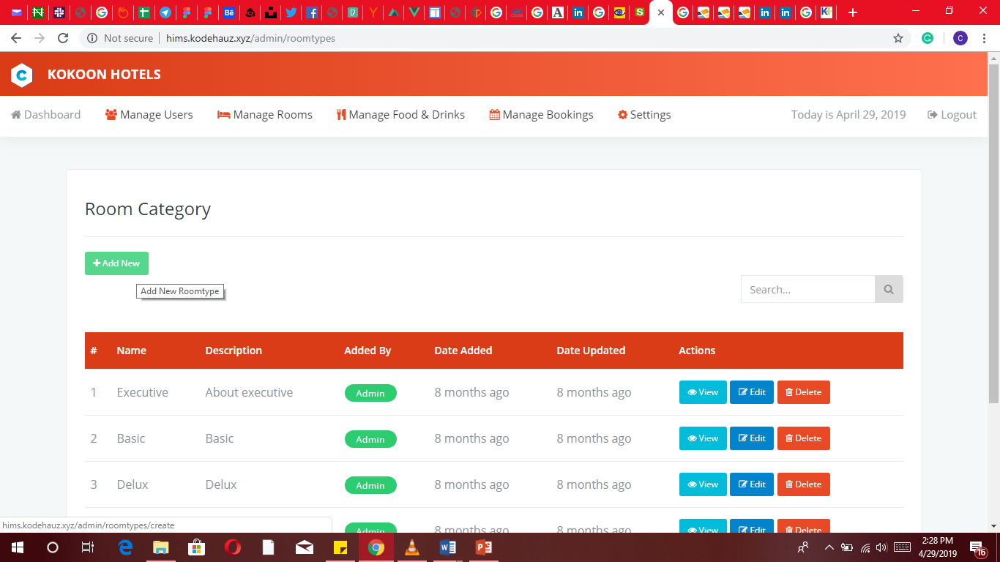 Not secure | hims.kodehauz.xyz/admin/roomtypes
C
KOKOON HOTELS
Dashboard Manage Users Manage Rooms Manage Food & Drinks Manage Bookings Settings Today is April 29, 2019 Logout
Room Category
Add New
Add New Roomtype
Search...
# Name Description Added By Date Added Date Updated Actions
1 Executive About executive Admin 8 months ago 8 months ago View Edit Delete
2 Basic Basic Admin 8 months ago 8 months ago View Edit Delete
3 Delux Delux Admin 8 months ago 8 months ago View Edit Delete
Admin 8 months ago 8 months ago View Edit Delete
hims.kodehauz.xyz/admin/roomtypes/create
2:28 PM
4/29/2019
16